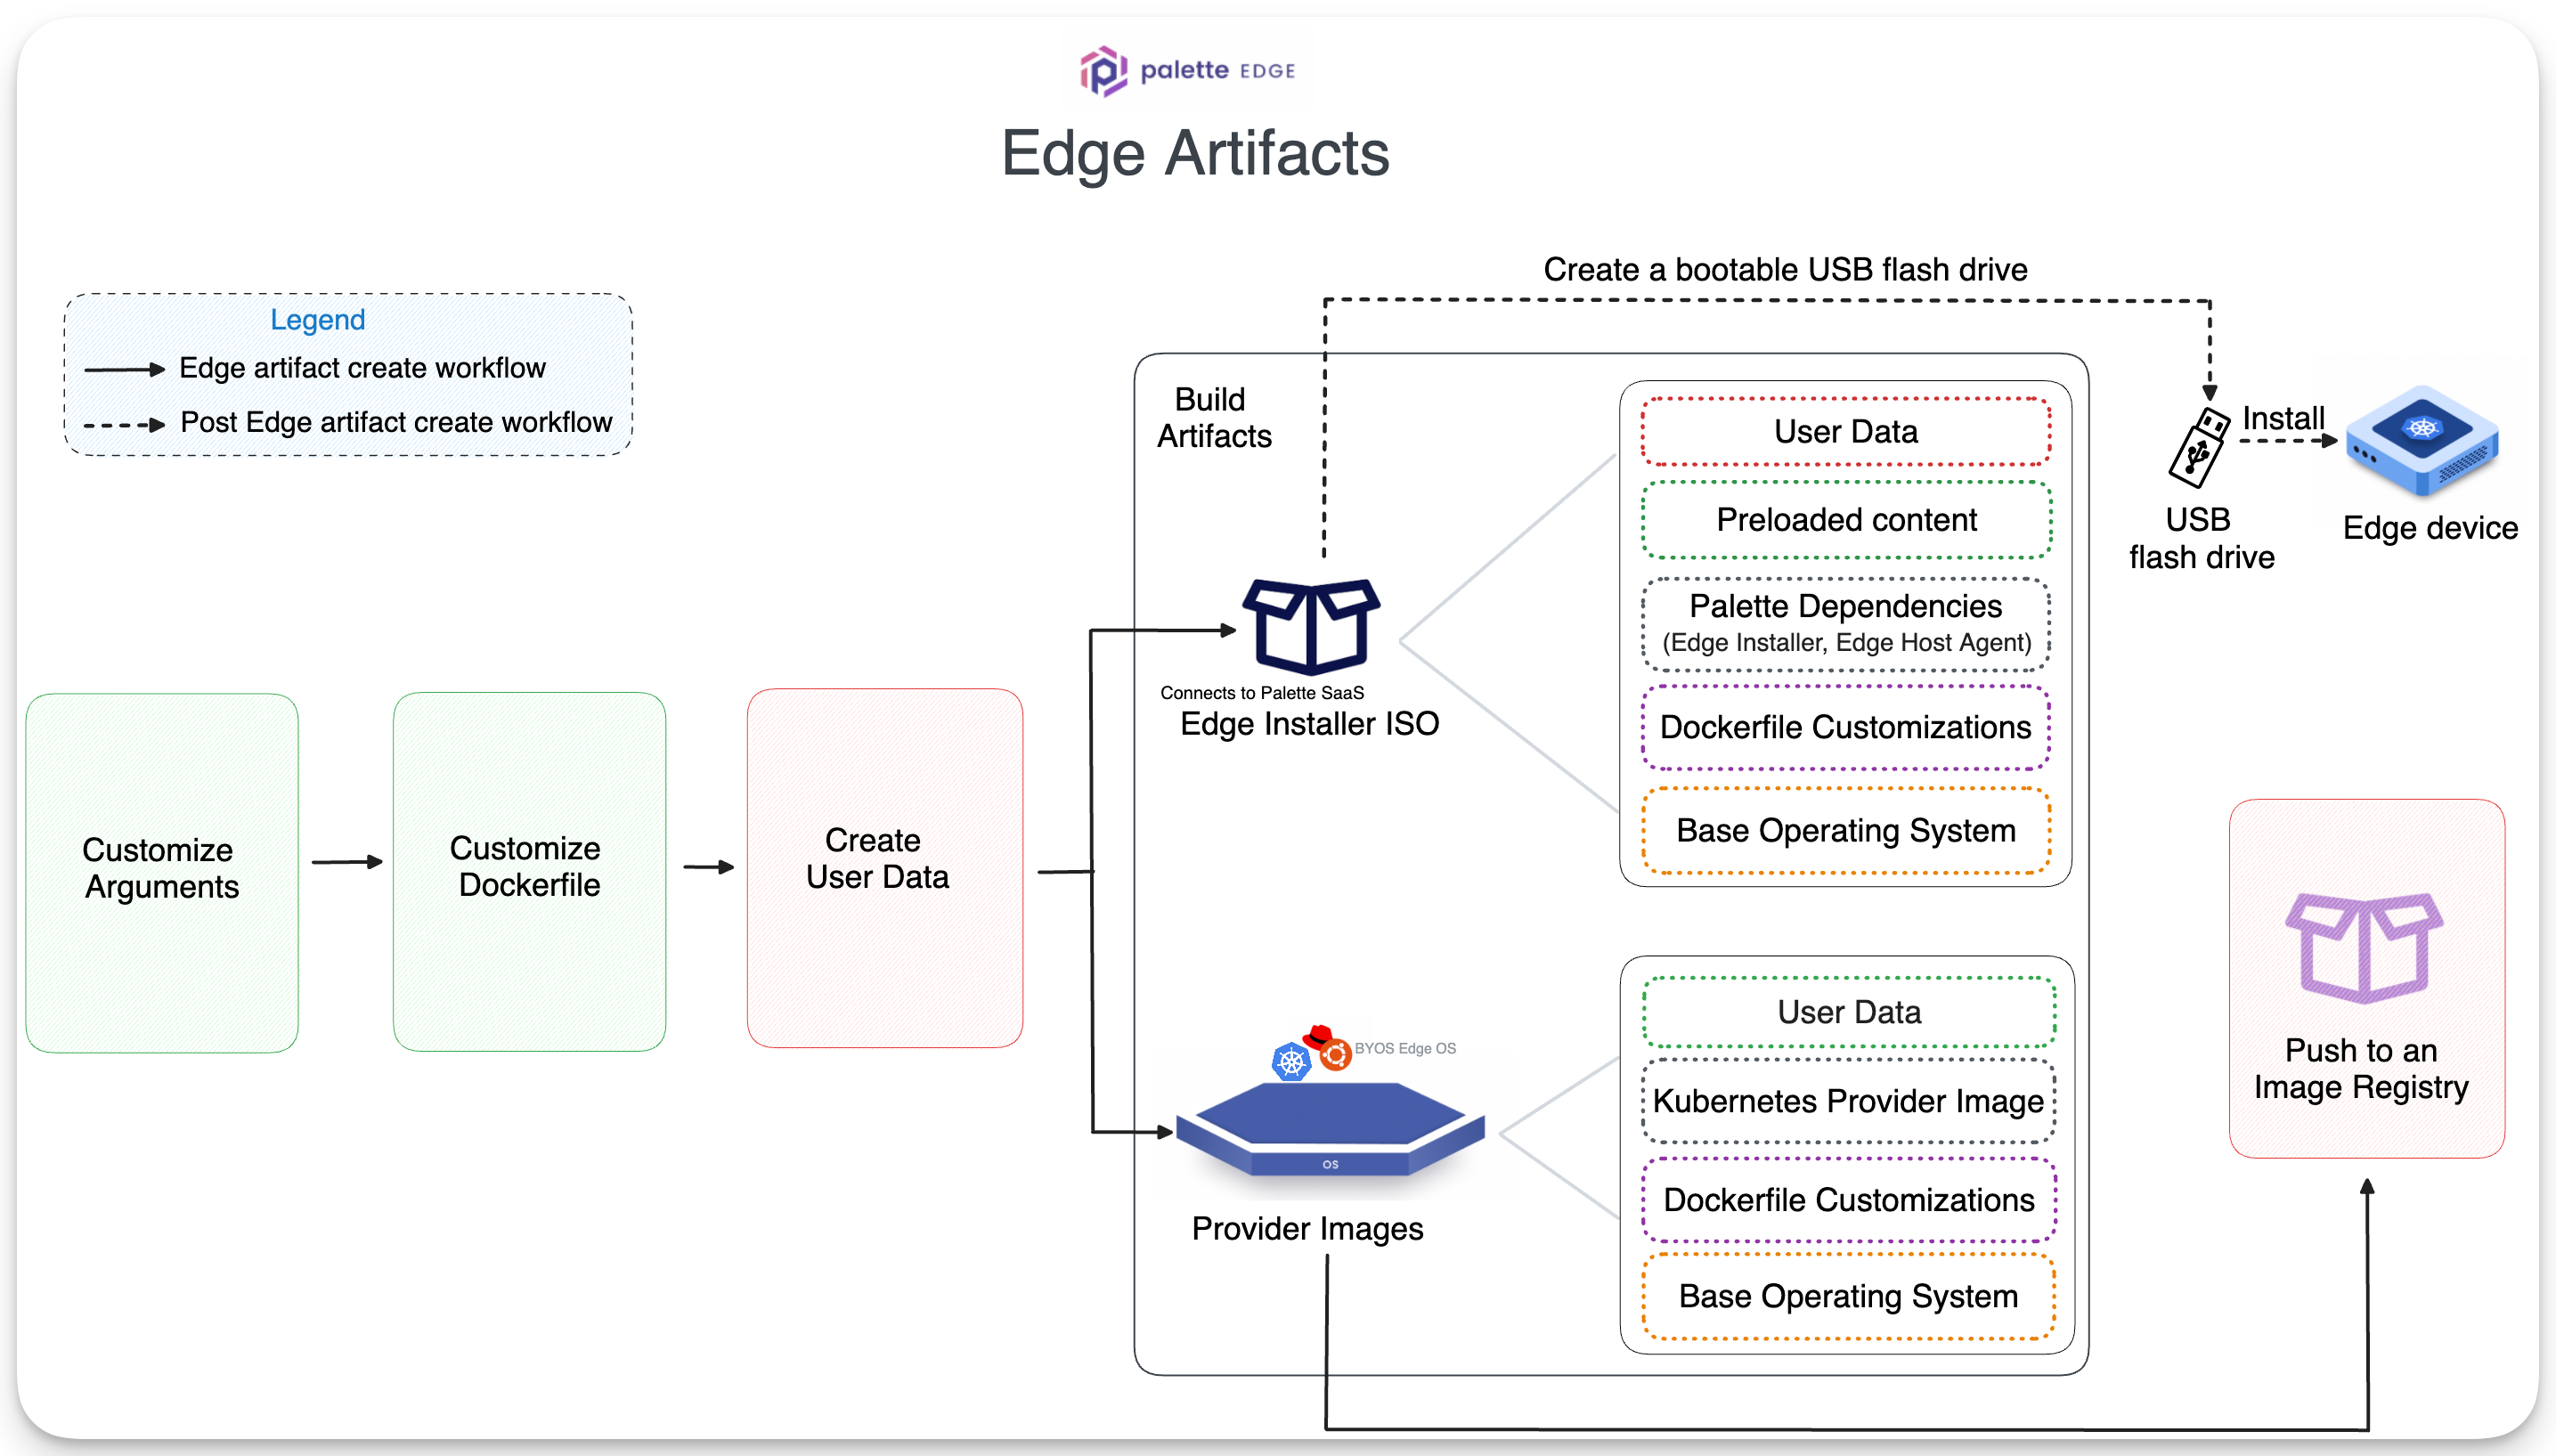 palette EDGE
Edge Artifacts
Legend
Edge artifact create workflow
Post Edge artifact create workflow
Customize
Arguments
Customize
Dockerfile
Create
User Data
Build
Artifacts
Create a bootable USB flash drive
Connects to Palette SaaS
Edge Installer ISO
User Data
Preloaded content
Palette Dependencies
(Edge Installer, Edge Host Agent)
Dockerfile Customizations
Base Operating System
Install
USB
flash drive
Edge device
BYOS Edge OS
OS
Provider Images
User Data
Kubernetes Provider Image
Dockerfile Customizations
Base Operating System
Push to an
Image Registry